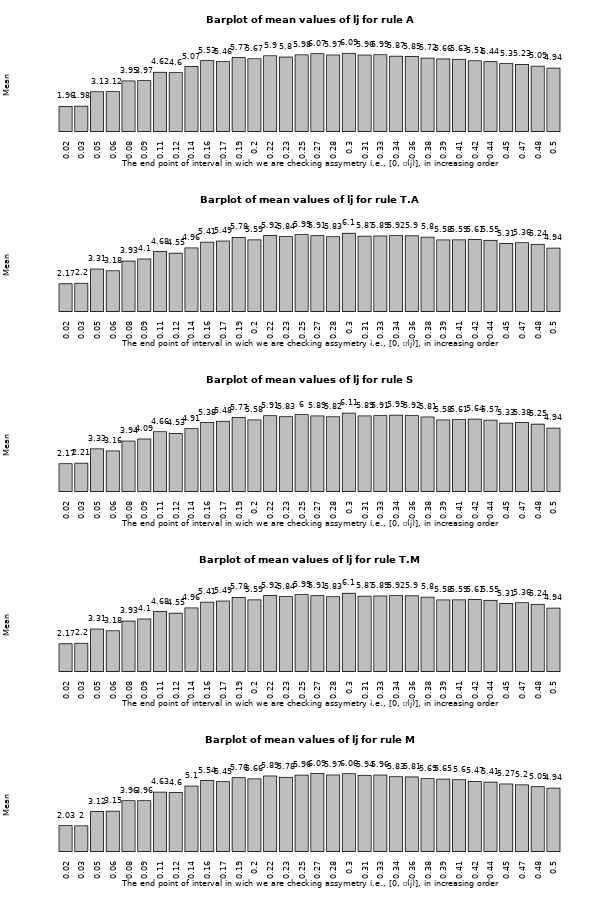 Barplot of mean values of lj for rule A
Mean
1.96 1.98 3.13 3.12 3.95 3.97 4.62 4.6 5.07 5.53 5.46 5.77 5.67 5.9 5.8 5.98 6.07 5.97 6.09 5.96 5.99 5.87 5.85 5.72 5.66 5.63 5.51 5.44 5.3 5.23 5.09 4.94
0.02 0.03 0.05 0.06 0.08 0.09 0.11 0.12 0.14 0.16 0.17 0.19 0.2 0.22 0.23 0.25 0.27 0.28 0.3 0.31 0.33 0.34 0.36 0.38 0.39 0.41 0.42 0.44 0.45 0.47 0.48 0.5
The end point of interval in wich we are checking assymetry i.e., [0, □(j)], in increasing order
Barplot of mean values of lj for rule T.A
Mean
2.17 2.2 3.31 3.18 3.93 4.1 4.68 4.55 4.96 5.41 5.49 5.78 5.59 5.92 5.84 5.99 5.91 5.83 6.1 5.87 5.89 5.92 5.9 5.8 5.58 5.59 5.61 5.55 5.31 5.36 5.24 4.94
0.02 0.03 0.05 0.06 0.08 0.09 0.11 0.12 0.14 0.16 0.17 0.19 0.2 0.22 0.23 0.25 0.27 0.28 0.3 0.31 0.33 0.34 0.36 0.38 0.39 0.41 0.42 0.44 0.45 0.47 0.48 0.5
The end point of interval in wich we are checking assymetry i.e., [0, □(j)], in increasing order
Barplot of mean values of lj for rule S
Mean
2.17 2.21 3.33 3.16 3.94 4.09 4.66 4.53 4.91 5.38 5.48 5.77 5.58 5.91 5.83 6 5.89 5.82 6.11 5.89 5.91 5.95 5.92 5.81 5.58 5.61 5.64 5.57 5.33 5.38 5.25 4.94
0.02 0.03 0.05 0.06 0.08 0.09 0.11 0.12 0.14 0.16 0.17 0.19 0.2 0.22 0.23 0.25 0.27 0.28 0.3 0.31 0.33 0.34 0.36 0.38 0.39 0.41 0.42 0.44 0.45 0.47 0.48 0.5
The end point of interval in wich we are checking assymetry i.e., [0, □(j)], in increasing order
Barplot of mean values of lj for rule T.M
Mean
2.17 2.2 3.31 3.18 3.93 4.1 4.68 4.55 4.96 5.41 5.49 5.78 5.59 5.92 5.84 5.99 5.91 5.83 6.1 5.87 5.89 5.92 5.9 5.8 5.58 5.59 5.61 5.55 5.31 5.36 5.24 4.94
0.02 0.03 0.05 0.06 0.08 0.09 0.11 0.12 0.14 0.16 0.17 0.19 0.2 0.22 0.23 0.25 0.27 0.28 0.3 0.31 0.33 0.34 0.36 0.38 0.39 0.41 0.42 0.44 0.45 0.47 0.48 0.5
The end point of interval in wich we are checking assymetry i.e., [0, □(j)], in increasing order
Barplot of mean values of lj for rule M
Mean
2.03 2 3.12 3.15 3.96 3.96 4.63 4.6 5.1 5.54 5.45 5.76 5.66 5.89 5.78 5.96 6.09 5.97 6.06 5.94 5.96 5.83 5.81 5.69 5.65 5.6 5.47 5.41 5.27 5.2 5.05 4.94
0.02 0.03 0.05 0.06 0.08 0.09 0.11 0.12 0.14 0.16 0.17 0.19 0.2 0.22 0.23 0.25 0.27 0.28 0.3 0.31 0.33 0.34 0.36 0.38 0.39 0.41 0.42 0.44 0.45 0.47 0.48 0.5
The end point of interval in wich we are checking assymetry i.e., [0, □(j)], in increasing order